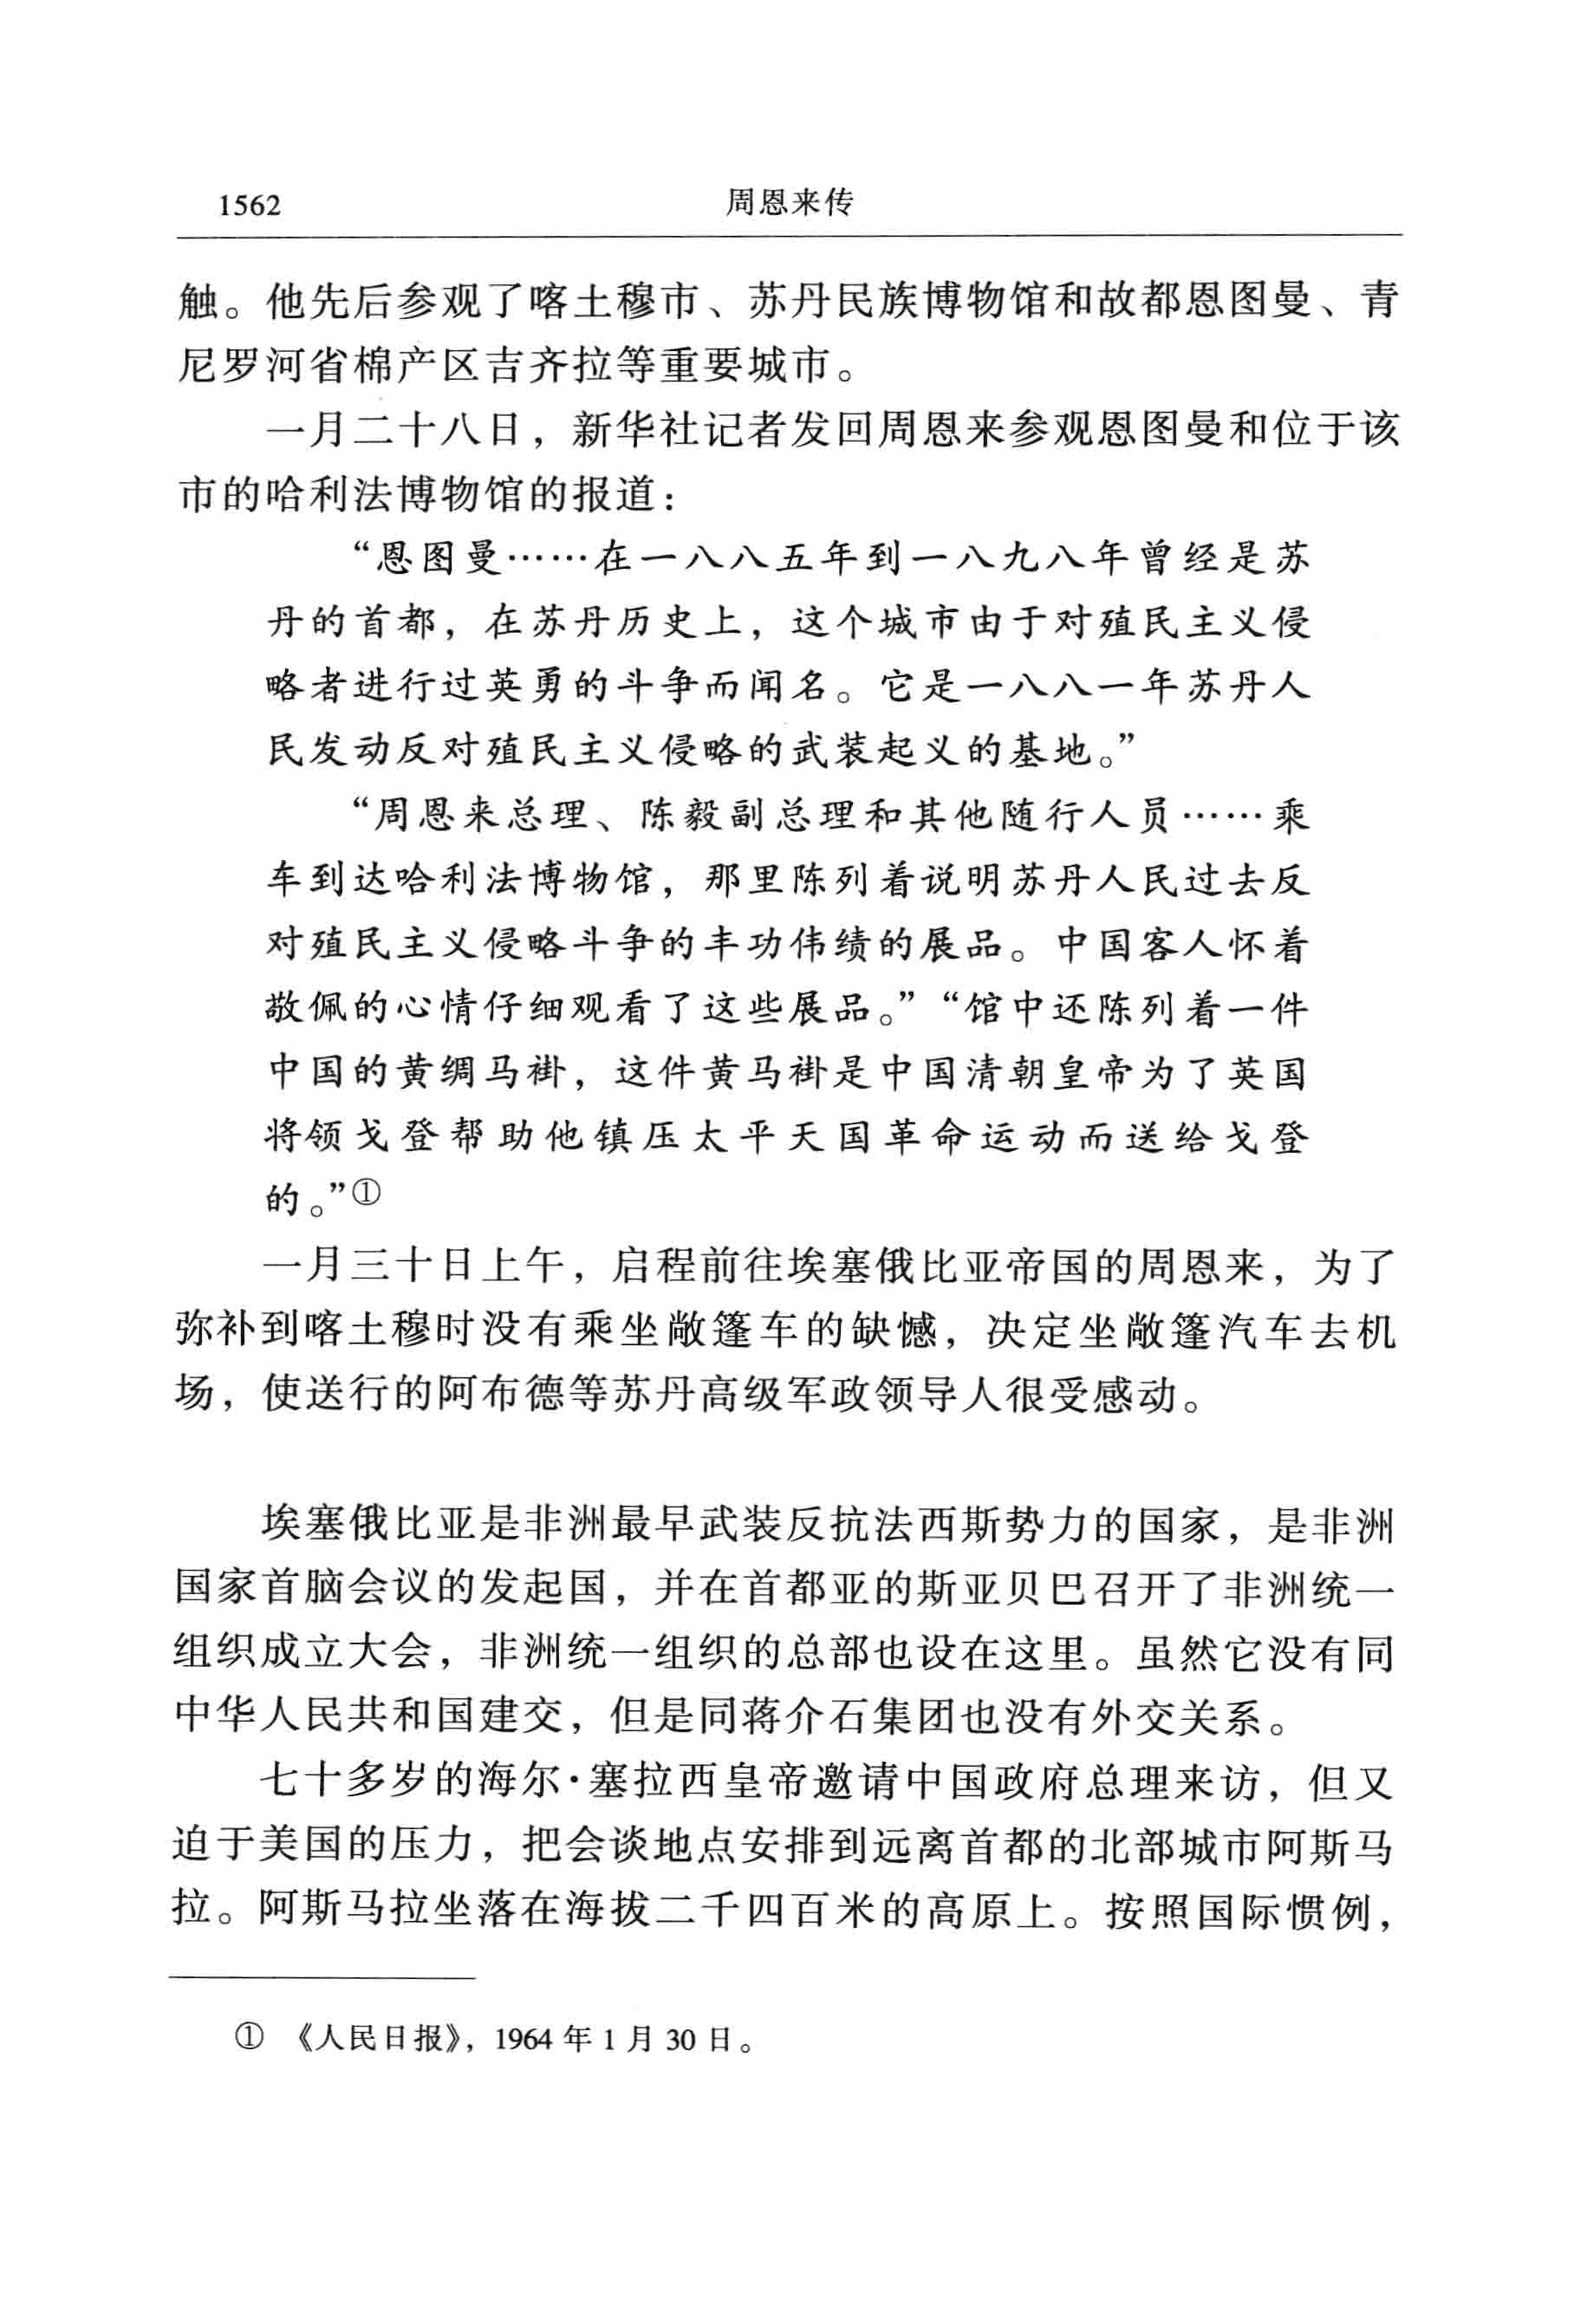 1562
周恩来传
触。他先后参观了喀土穆市、苏丹民族博物馆和故都恩图曼、青
尼罗河省棉产区吉齐拉等重要城市。
一月二十八日，新华社记者发回周恩来参观恩图曼和位于该
市的哈利法博物馆的报道：
“恩图曼……在一八八五年到一八九八年曾经是苏
丹的首都，在苏丹历史上，这个城市由于对殖民主义侵
略者进行过英勇的斗争而闻名。它是一八八一年苏丹人
民发动反对殖民主义侵略的武装起义的基地。”
“周恩来总理、陈毅副总理和其他随行人员……乘
车到达哈利法博物馆，那里陈列着说明苏丹人民过去反
对殖民主义侵略斗争的丰功伟绩的展品。中国客人怀着
敬佩的心情仔细观看了这些展品。”“馆中还陈列着一件
中国的黄绸马褂，这件黄马褂是中国清朝皇帝为了英国
将领戈登帮助他镇压太平天国革命运动而送给戈登
的。”①
一月三十日上午，启程前往埃塞俄比亚帝国的周恩来，为了
弥补到喀土穆时没有乘坐敞篷车的缺憾，决定坐敞篷汽车去机
场，使送行的阿布德等苏丹高级军政领导人很受感动。
埃塞俄比亚是非洲最早武装反抗法西斯势力的国家，是非洲
国家首脑会议的发起国，并在首都亚的斯亚贝巴召开了非洲统一
组织成立大会，非洲统一组织的总部也设在这里。虽然它没有同
中华人民共和国建交，但是同蒋介石集团也没有外交关系。
七十多岁的海尔·塞拉西皇帝邀请中国政府总理来访，但又
迫于美国的压力，把会谈地点安排到远离首都的北部城市阿斯马
拉。阿斯马拉坐落在海拔二千四百米的高原上。按照国际惯例，
① 《人民日报》，1964 年 1 月 30 日。